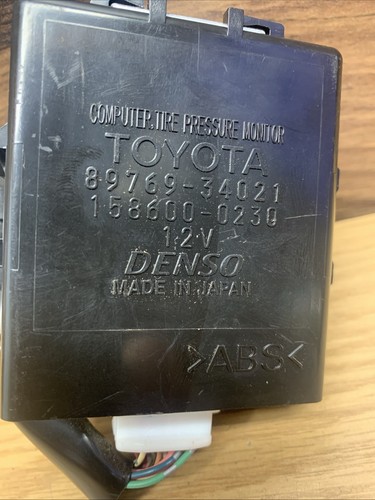 COMPUTER.TIRE PRESSURE MONITOR
TOYOTA
89769-34021
158600-0230
12V
DENSO
MADE IN JAPAN
>ABS<